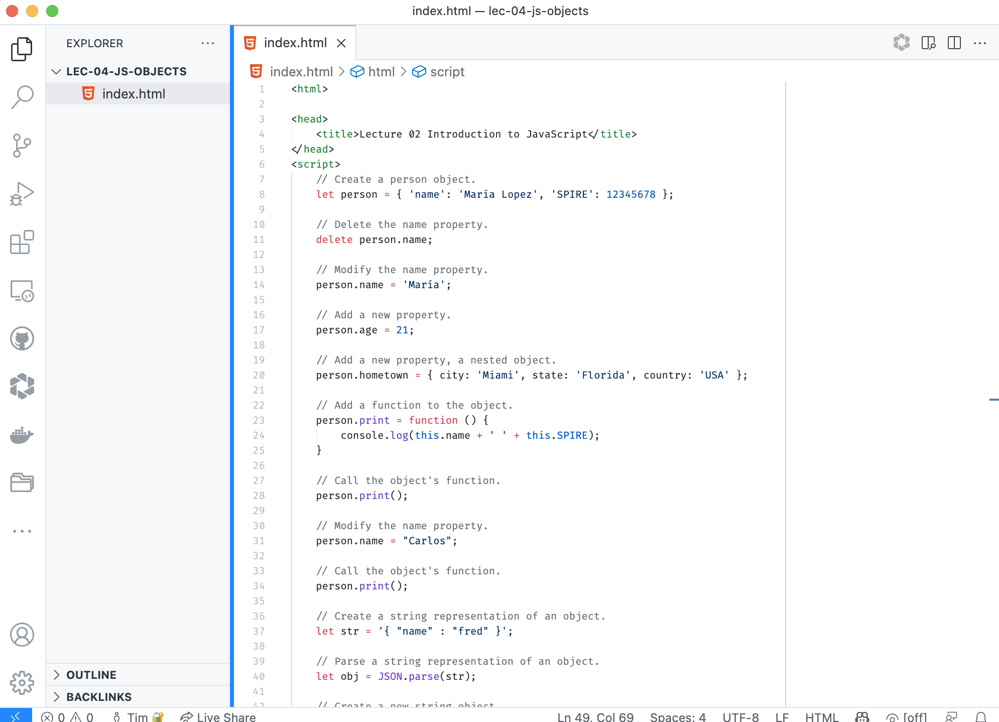 index.html — lec-04-js-objects
EXPLORER
LEC-04-JS-OBJECTS
index.html
OUTLINE
BACKLINKS
index.html
index.html > html > script
1 <html>
2
3 <head>
4 <title>Lecture 02 Introduction to JavaScript</title>
5 </head>
6 <script>
7 // Create a person object.
8 let person = { 'name': 'María Lopez', 'SPIRE': 12345678 };
9
10 // Delete the name property.
11 delete person.name;
12
13 // Modify the name property.
14 person.name = 'María';
15
16 // Add a new property.
17 person.age = 21;
18
19 // Add a new property, a nested object.
20 person.hometown = { city: 'Miami', state: 'Florida', country: 'USA' };
21
22 // Add a function to the object.
23 person.print = function () {
24 console.log(this.name + ' ' + this.SPIRE);
25 }
26
27 // Call the object's function.
28 person.print();
29
30 // Modify the name property.
31 person.name = "Carlos";
32
33 // Call the object's function.
34 person.print();
35
36 // Create a string representation of an object.
37 let str = '{ "name" : "fred" }';
38
39 // Parse a string representation of an object.
40 let obj = JSON.parse(str);
41
42 // Create a new string object
0 0 Tim Live Share Ln 49, Col 69 Spaces: 4 UTF-8 LF HTML [off]